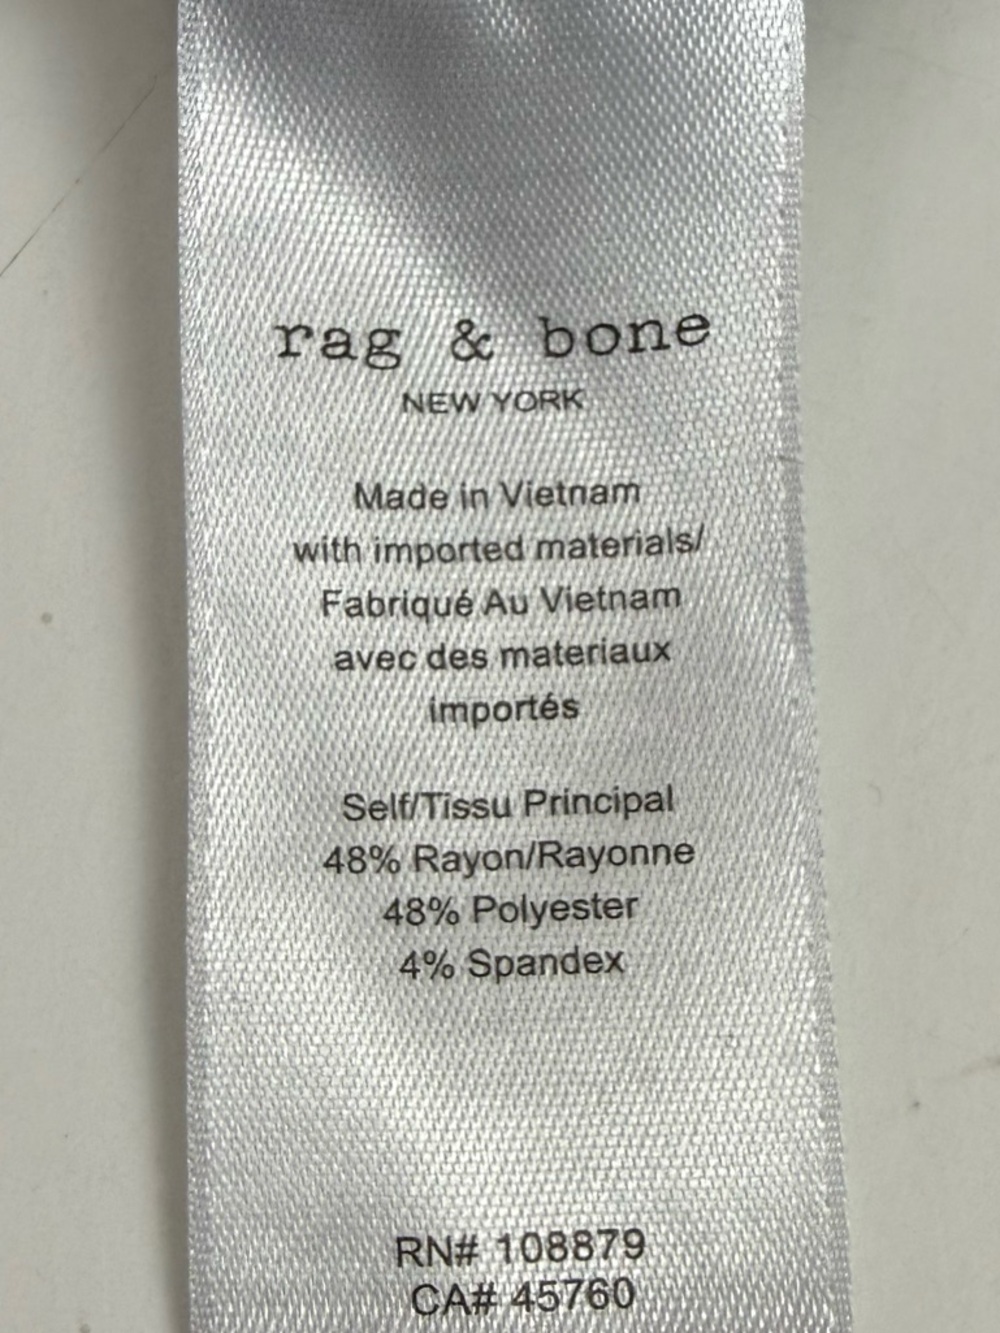 rag & bone
NEW YORK
Made in Vietnam
with imported materials/
Fabriqué Au Vietnam
avec des materiaux
importés
Self/Tissu Principal
48% Rayon/Rayonne
48% Polyester
4% Spandex
RN# 108879
CA# 45760